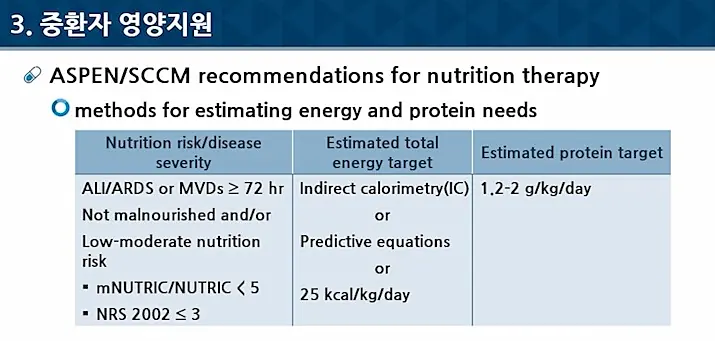 3. 중환자 영양지원
ASPEN/SCCM recommendations for nutrition therapy
methods for estimating energy and protein needs
Nutrition risk/disease
severity
Estimated total
energy target
Estimated protein target
ALI/ARDS or MVDs ≥ 72 hr
Not malnourished and/or
Low-moderate nutrition
risk
▪ mNUTRIC/NUTRIC < 5
▪ NRS 2002 ≤ 3
Indirect calorimetry(IC)
or
Predictive equations
or
25 kcal/kg/day
1.2-2 g/kg/day